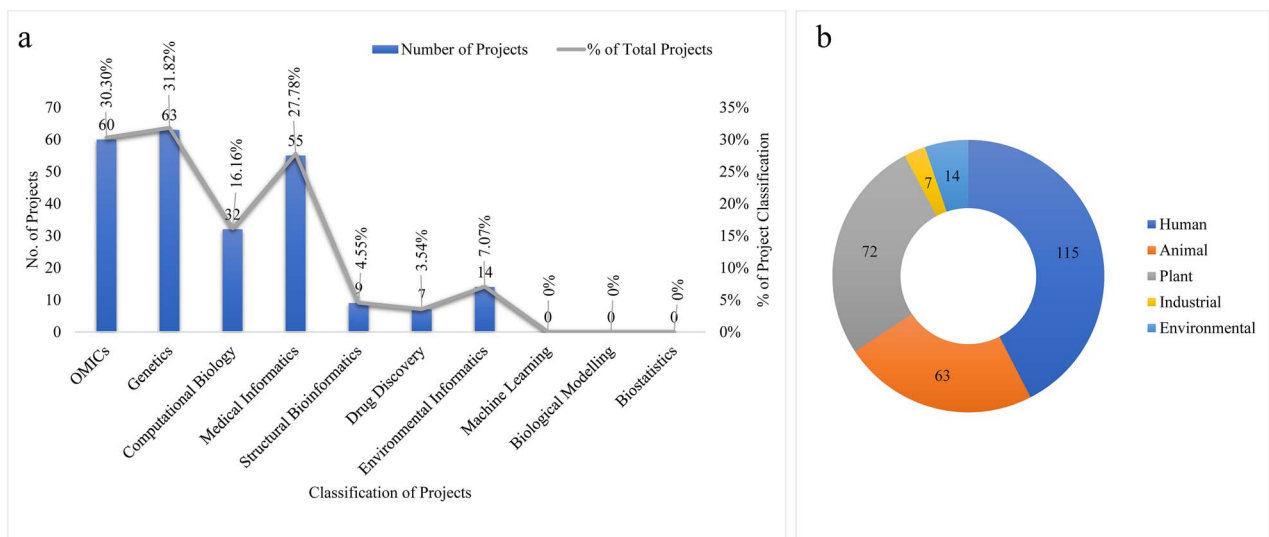 a
Number of Projects
% of Total Projects
30.30%
31.82%
16.16%
27.78%
4.55%
3.54%
7.07%
0%
0%
0%
No. of Projects
70
60
50
40
30
20
10
0
60
63
32
55
9
7
14
0
0
0
35%
30%
25%
20%
15%
10%
5%
0%
% of Project Classification
OMICs
Genetics
Computational Biology
Medical Informatics
Structural Bioinformatics
Drug Discovery
Environmental Informatics
Machine Learning
Biological Modelling
Biostatistics
Classification of Projects
b
115
63
72
7
14
Human
Animal
Plant
Industrial
Environmental